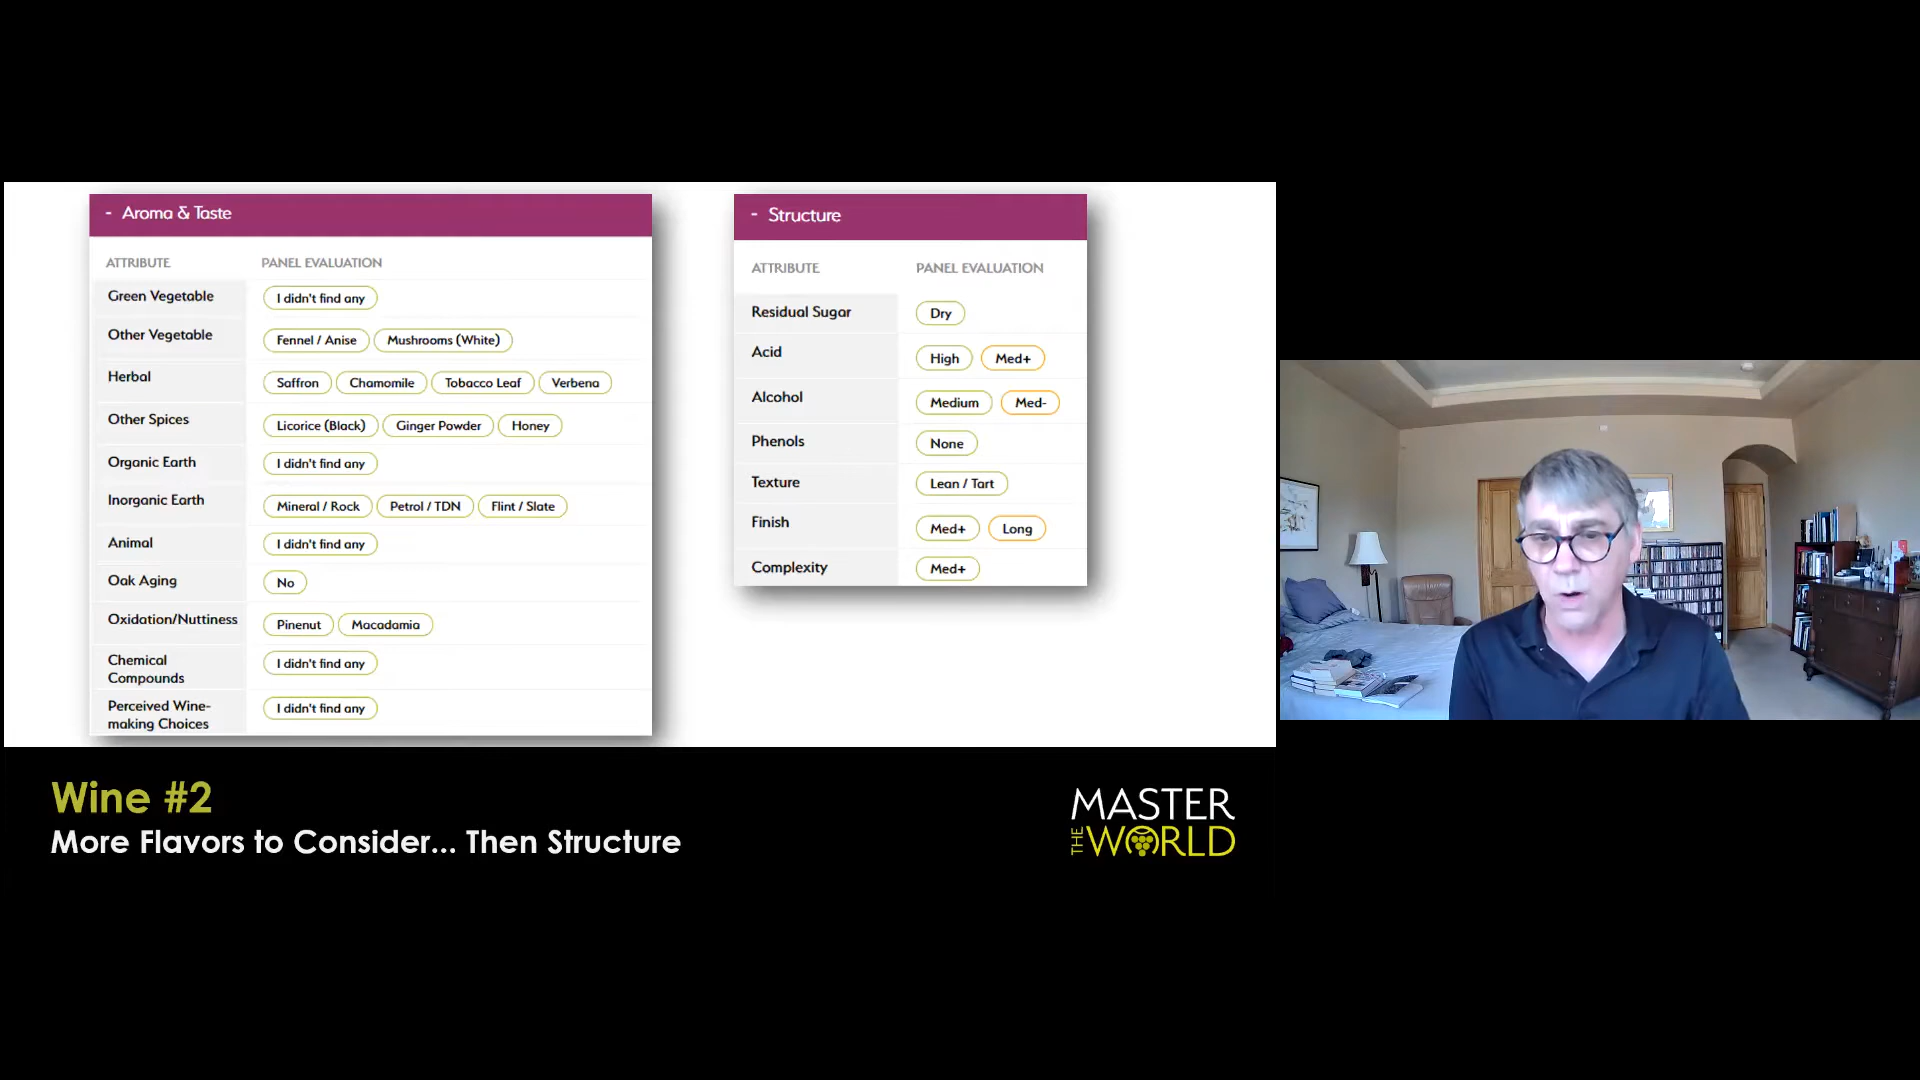 - Aroma & Taste
ATTRIBUTE PANEL EVALUATION
Green Vegetable I didn't find any
Other Vegetable Fennel / Anise Mushrooms (White)
Herbal Saffron Chamomile Tobacco Leaf Verbena
Other Spices Licorice (Black) Ginger Powder Honey
Organic Earth I didn't find any
Inorganic Earth Mineral / Rock Petrol / TDN Flint / Slate
Animal I didn't find any
Oak Aging No
Oxidation/Nuttiness Pinenut Macadamia
Chemical
Compounds I didn't find any
Perceived Wine-
making Choices I didn't find any
- Structure
ATTRIBUTE PANEL EVALUATION
Residual Sugar Dry
Acid High Med+
Alcohol Medium Med-
Phenols None
Texture Lean / Tart
Finish Med+ Long
Complexity Med+
Wine #2
More Flavors to Consider... Then Structure
MASTER
THE WORLD